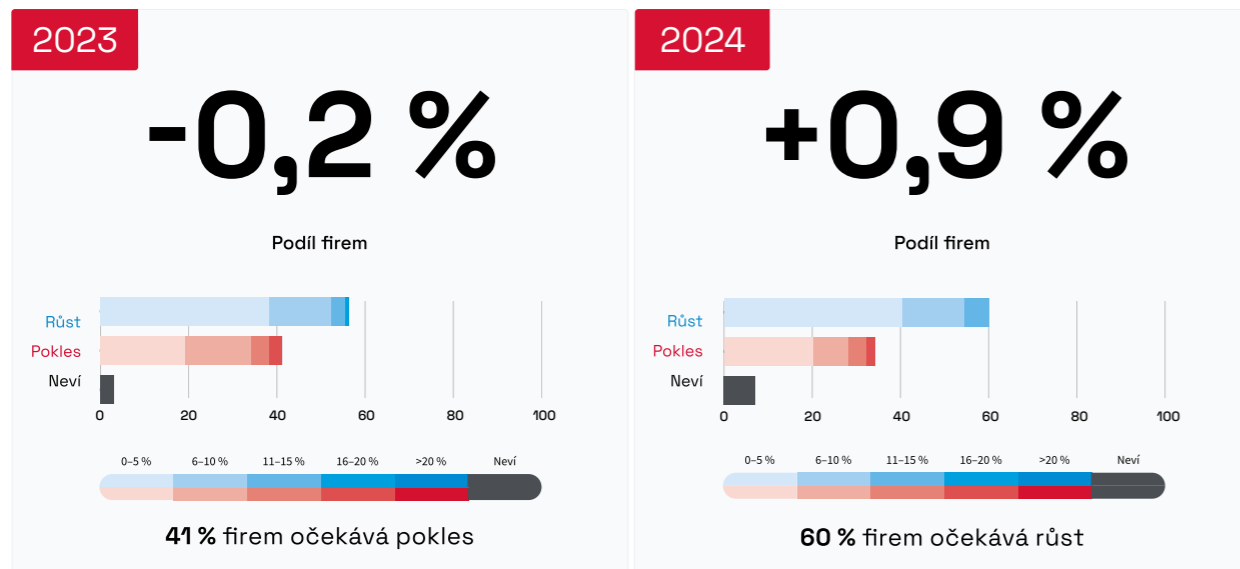 2023
-0,2 %
Podíl firem
Růst
Pokles
Neví
0 20 40 60 80 100
0–5 % 6–10 % 11–15 % 16–20 % >20 % Neví
41 % firem očekává pokles
2024
+0,9 %
Podíl firem
Růst
Pokles
Neví
0 20 40 60 80 100
0–5 % 6–10 % 11–15 % 16–20 % >20 % Neví
60 % firem očekává růst